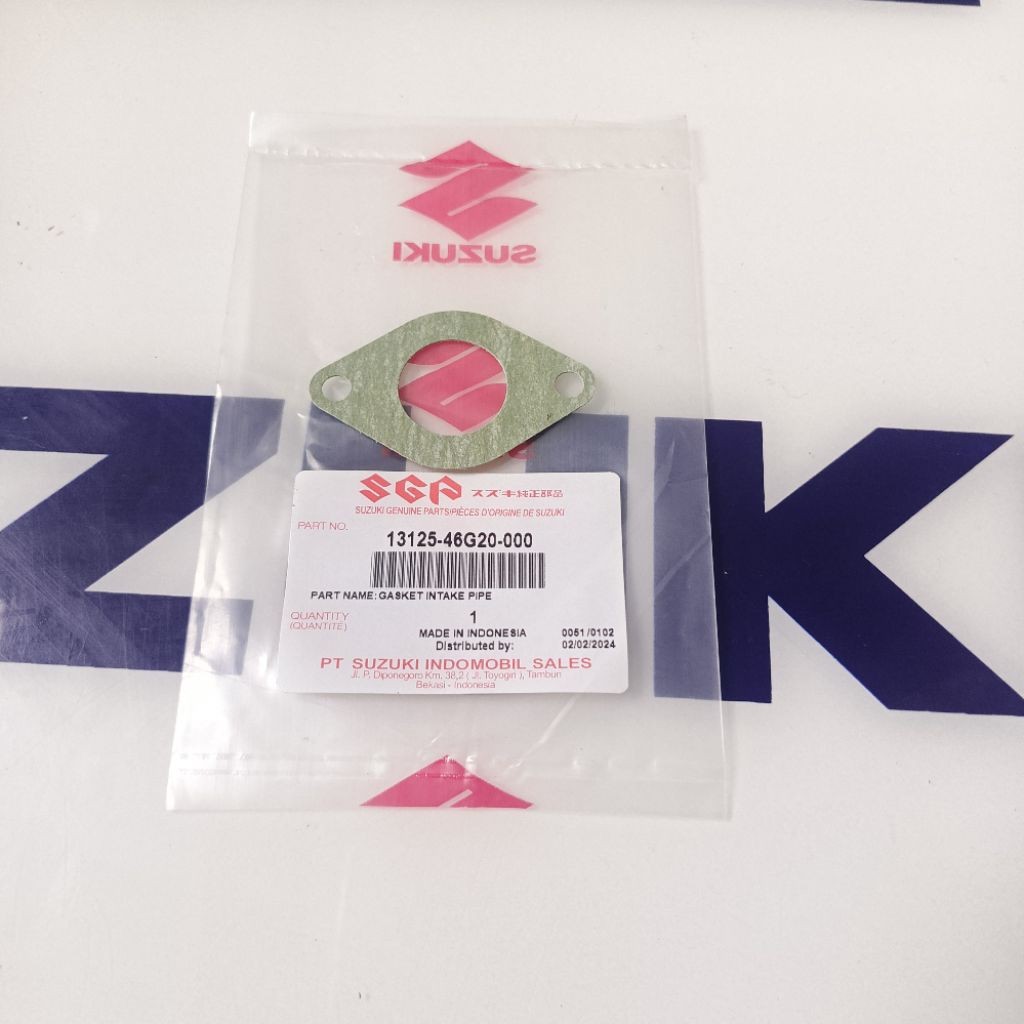 SUZUKI
ZUK
SGP スズキ純正部品
SUZUKI GENUINE PARTS/PIÈCES D'ORIGINE DE SUZUKI
PART NO.
13125-46G20-000
PART NAME: GASKET INTAKE PIPE
QUANTITY
(QUANTITÉ)
1
MADE IN INDONESIA 0051/0102
Distributed by: 02/02/2024
PT SUZUKI INDOMOBIL SALES
Jl. P. Diponegoro Km. 38,2 ( Jl. Toyogiri ), Tambun
Bekasi - Indonesia